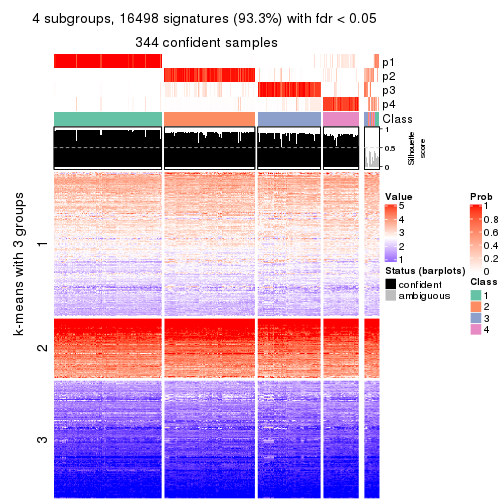 4 subgroups, 16498 signatures (93.3%) with fdr < 0.05
344 confident samples
p1
p2
p3
p4
Class
1
0.5
0
Silhouette
score
k-means with 3 groups
1
2
3
Value
5
4
3
2
1
Status (barplots)
confident
ambiguous
Prob
1
0.8
0.6
0.4
0.2
0
Class
1
2
3
4